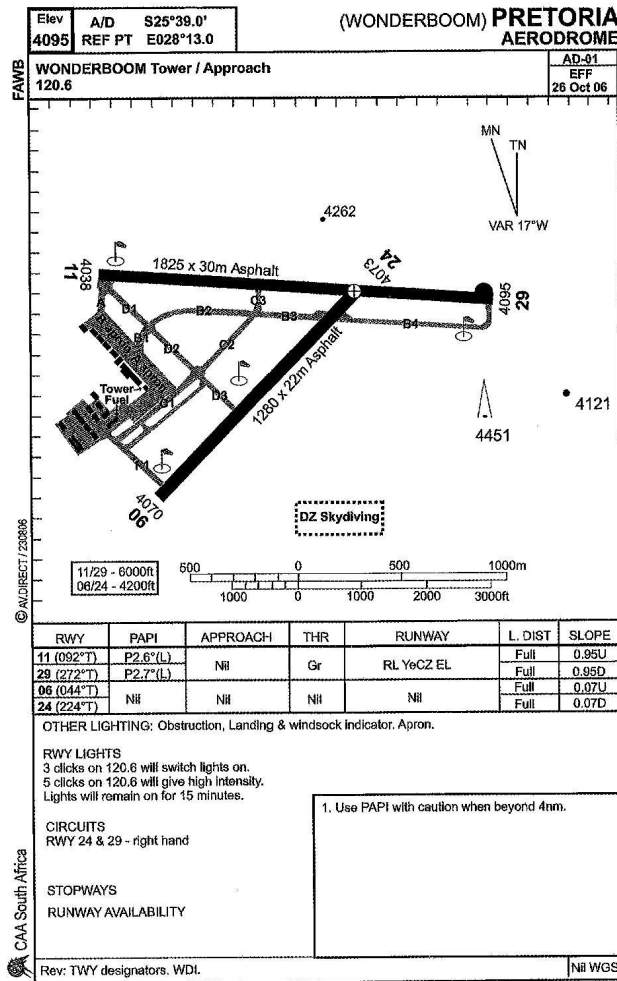 Elev
4095
A/D S25°39.0'
REF PT E028°13.0
(WONDERBOOM) PRETORIA
AERODROME
FAWB
WONDERBOOM Tower / Approach
120.6
AD-01
EFF
26 Oct 06
MN
TN
VAR 17°W
4262
11
4038
1825 x 30m Asphalt
4073
24
4095
29
A
B1
D1
D2
B2
B3
B4
C3
C2
D3
G1
Tower
Fuel
1280 x 22m Asphalt
4121
4451
4070
06
DZ Skydiving
11/29 - 6000ft
06/24 - 4200ft
500 0 500 1000m
1000 0 1000 2000 3000ft
© AV.DIRECT / 230806
RWY PAPI APPROACH THR RUNWAY L. DIST SLOPE
11 (092°T) P2.6°(L) Nil Gr RL YeCZ EL Full 0.95U
29 (272°T) P2.7°(L) Full 0.95D
06 (044°T) Nil Nil Nil Nil Full 0.07U
24 (224°T) Full 0.07D
OTHER LIGHTING: Obstruction, Landing & windsock indicator. Apron.
RWY LIGHTS
3 clicks on 120.6 will switch lights on.
5 clicks on 120.6 will give high intensity.
Lights will remain on for 15 minutes.
CIRCUITS
RWY 24 & 29 - right hand
STOPWAYS
RUNWAY AVAILABILITY
1. Use PAPI with caution when beyond 4nm.
CAA South Africa
Rev: TWY designators. WDI.
Nil WGS